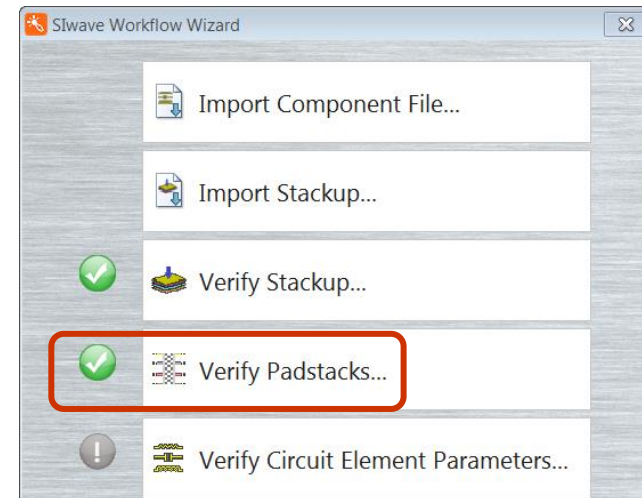 SIwave Workflow Wizard
Import Component File...
Import Stackup...
Verify Stackup...
Verify Padstacks...
Verify Circuit Element Parameters...